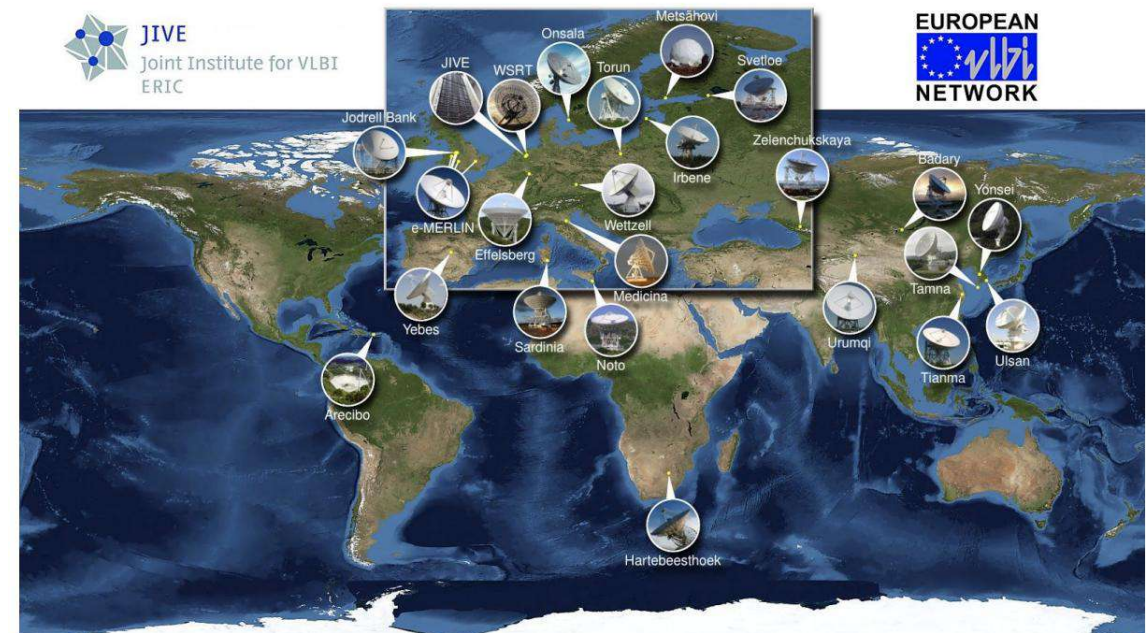 JIVE
Joint Institute for VLBI
ERIC
EUROPEAN
vlbi
NETWORK
Metsähovi
Onsala
JIVE
WSRT
Torun
Svetloe
Jodrell Bank
Zelenchukskaya
Irbene
Badary
Yonsei
e-MERLIN
Wettzell
Effelsberg
Medicina
Tamna
Yebes
Sardinia
Noto
Urumqi
Tianma
Ulsan
Arecibo
Hartebeesthoek